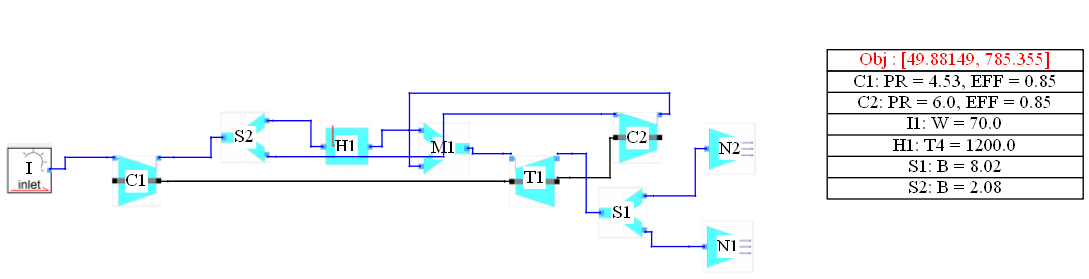 I
inlet
C1
S2
H1
M1
T1
C2
S1
N2
N1
Obj : [49.88149, 785.355]
C1: PR = 4.53, EFF = 0.85
C2: PR = 6.0, EFF = 0.85
I1: W = 70.0
H1: T4 = 1200.0
S1: B = 8.02
S2: B = 2.08